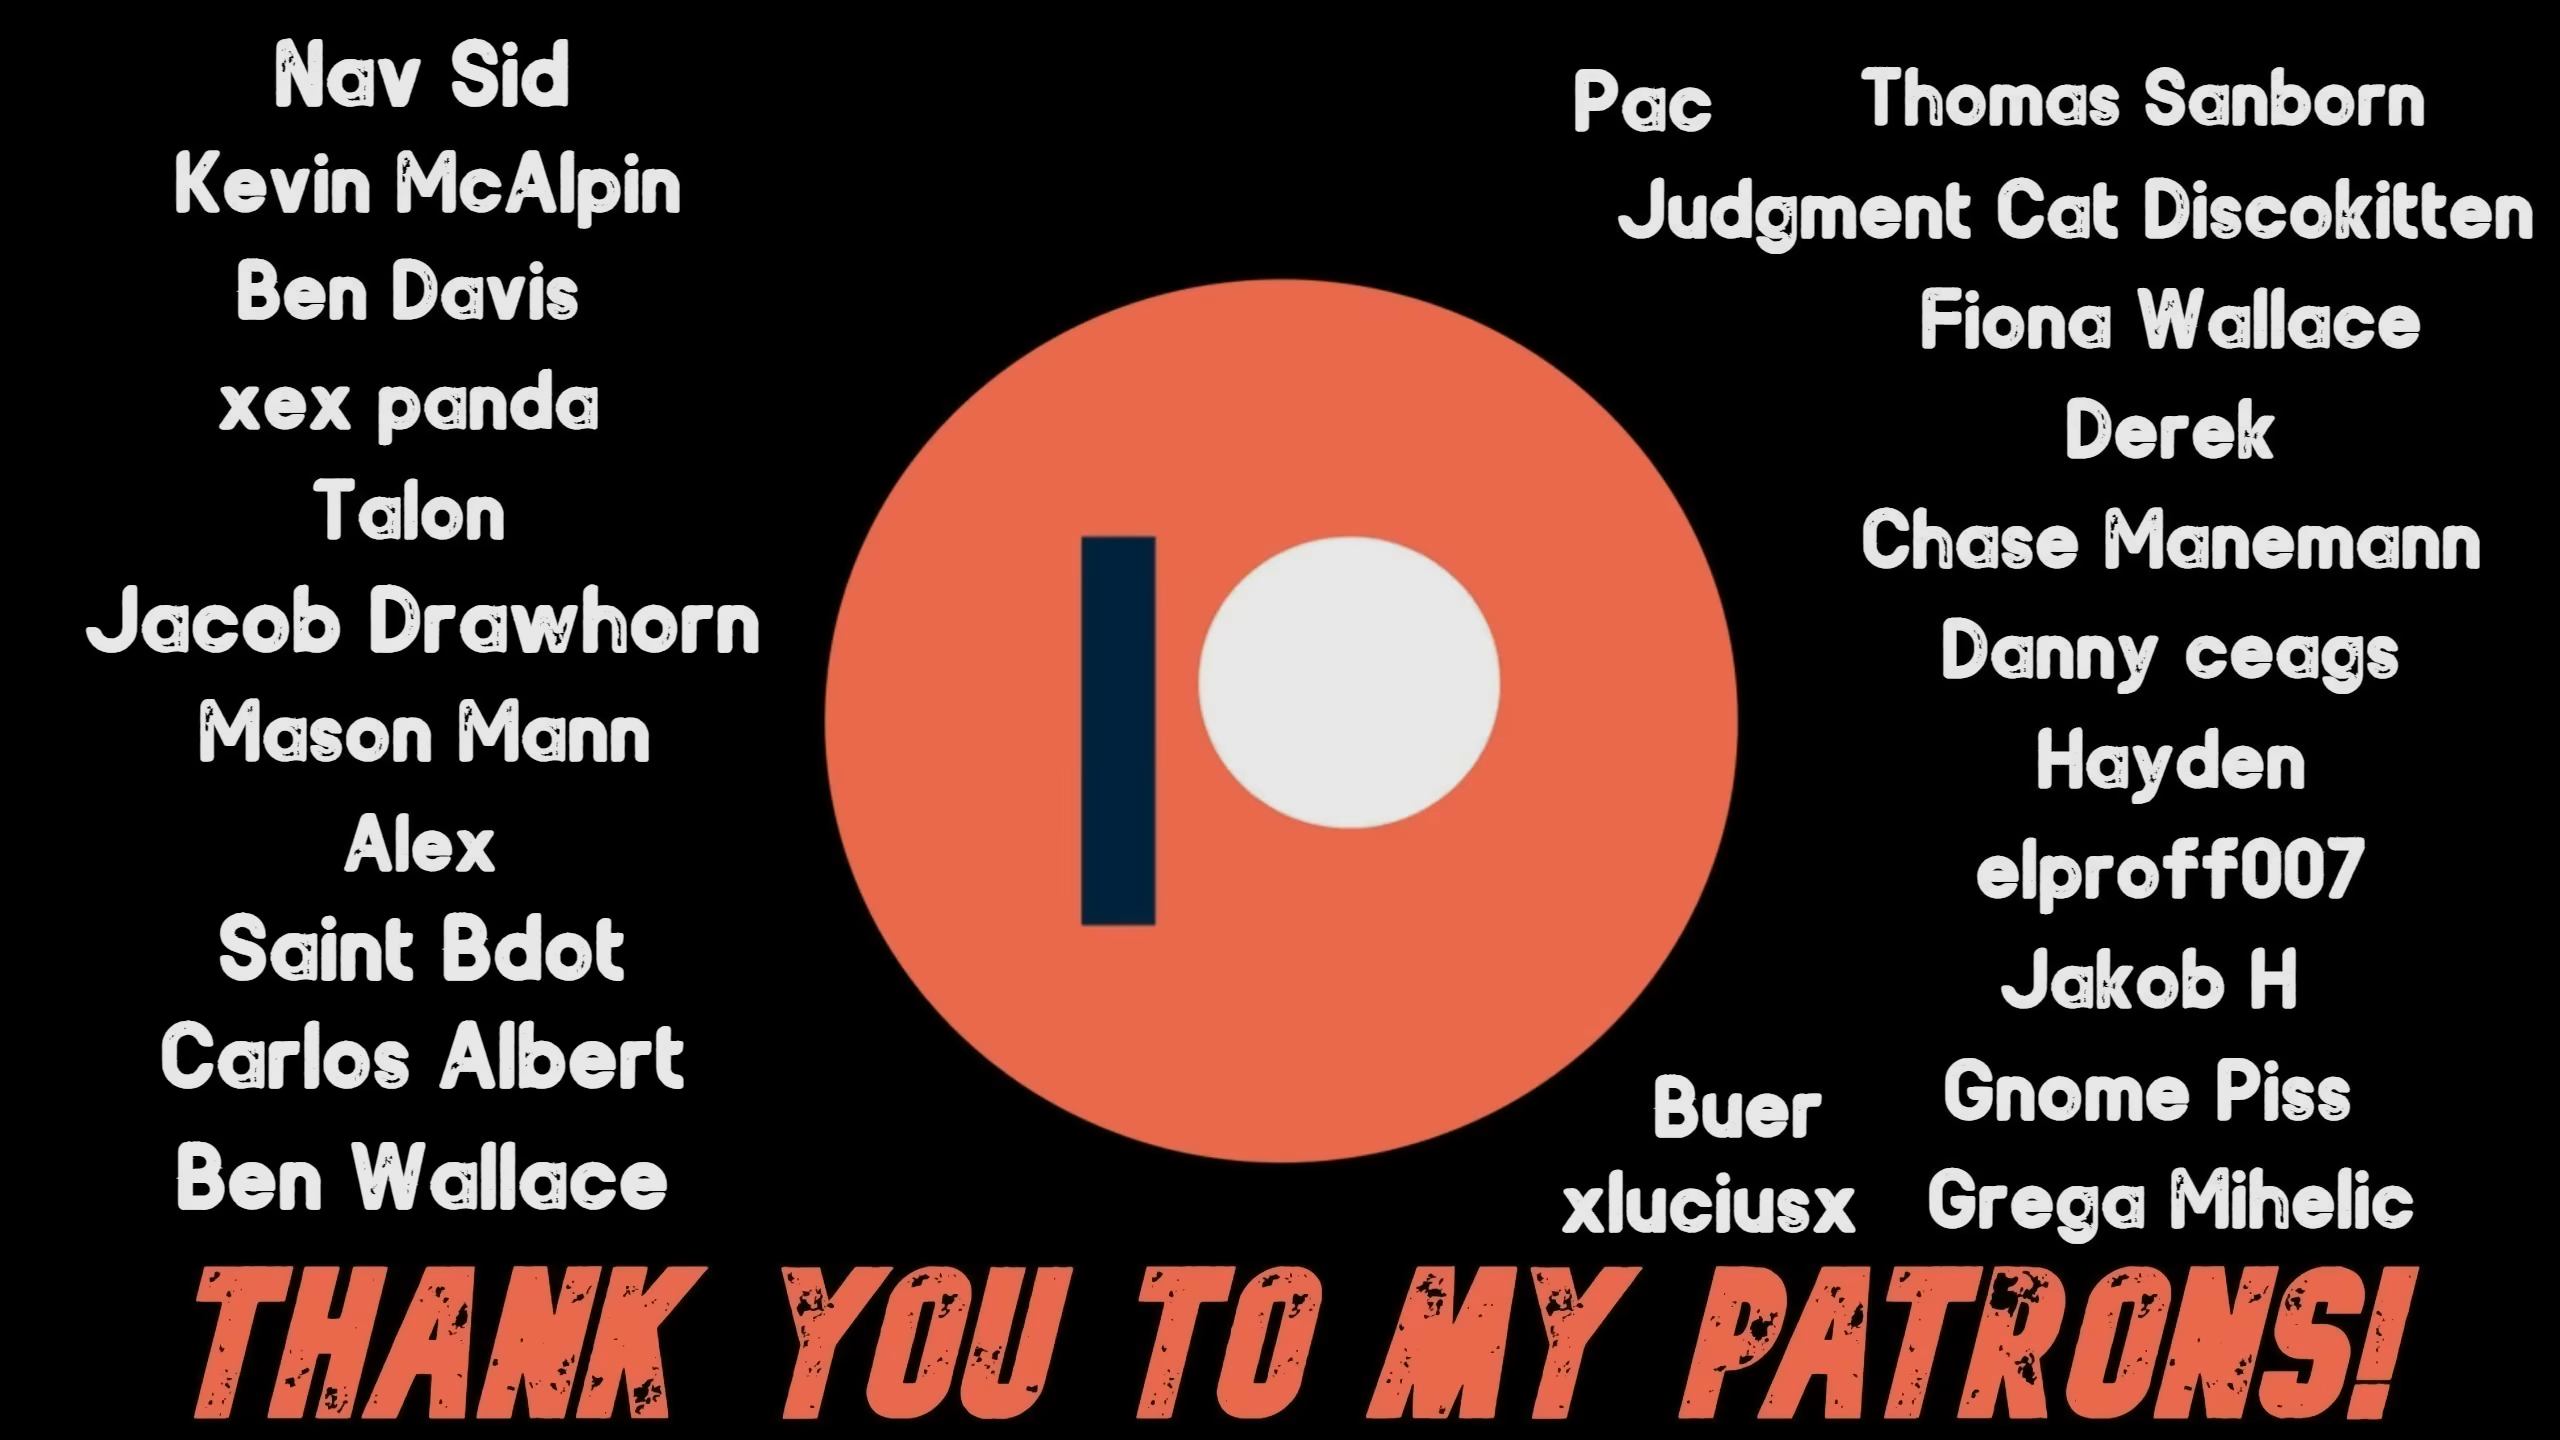 Nav Sid
Kevin McAlpin
Ben Davis
xex panda
Talon
Jacob Drawhorn
Mason Mann
Alex
Saint Bdot
Carlos Albert
Ben Wallace
Pac
Thomas Sanborn
Judgment Cat Discokitten
Fiona Wallace
Derek
Chase Manemann
Danny ceags
Hayden
elproff007
Jakob H
Buer
Gnome Piss
xluciusx
Grega Mihelic
THANK YOU TO MY PATRONS!